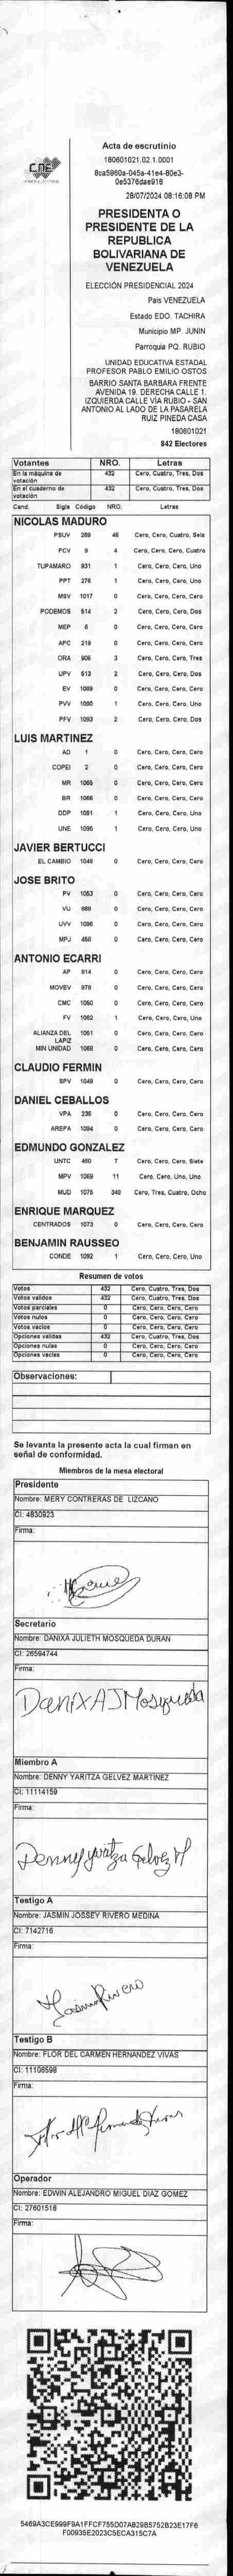 CNE
Acta de escrutinio
180601021.02.1.0001
8ca5960a-045a-41e4-80e3-
0e5376dae918
28/07/2024 08:16:08 PM
PRESIDENTA O
PRESIDENTE DE LA
REPUBLICA
BOLIVARIANA DE
VENEZUELA
ELECCIÓN PRESIDENCIAL 2024
País VENEZUELA
Estado EDO. TACHIRA
Municipio MP. JUNIN
Parroquia PQ. RUBIO
UNIDAD EDUCATIVA ESTATAL
PROFESOR PABLO EMILIO OSTOS
BARRIO SANTA BARBARA FRENTE
AVENIDA 19. DERECHA CALLE 1.
IZQUIERDA CALLE VIA RUBIO - SAN
ANTONIO AL LADO DE LA PASARELA
RUIZ PINEDA CASA
180601021
842 Electores
Votantes NRO. Letras
En la máquina de votación 432 Cero, Cuatro, Tres, Dos
En el cuaderno de votación 432 Cero, Cuatro, Tres, Dos
Cand. Sigla Código NRO. Letras
NICOLAS MADURO
PSUV 269 46 Cero, Cero, Cuatro, Seis
PCV 9 4 Cero, Cero, Cero, Cuatro
TUPAMARO 931 1 Cero, Cero, Cero, Uno
PPT 276 1 Cero, Cero, Cero, Uno
MSV 1017 0 Cero, Cero, Cero, Cero
PODEMOS 514 2 Cero, Cero, Cero, Dos
MEP 6 0 Cero, Cero, Cero, Cero
APC 219 0 Cero, Cero, Cero, Cero
ORA 906 3 Cero, Cero, Cero, Tres
UPV 513 2 Cero, Cero, Cero, Dos
EV 1089 0 Cero, Cero, Cero, Cero
PVV 1090 1 Cero, Cero, Cero, Uno
PFV 1093 2 Cero, Cero, Cero, Dos
LUIS MARTINEZ
AD 1 0 Cero, Cero, Cero, Cero
COPEI 2 0 Cero, Cero, Cero, Cero
MR 1065 0 Cero, Cero, Cero, Cero
BR 1066 0 Cero, Cero, Cero, Cero
DDP 1091 1 Cero, Cero, Cero, Uno
UNE 1095 1 Cero, Cero, Cero, Uno
JAVIER BERTUCCI
EL CAMBIO 1048 0 Cero, Cero, Cero, Cero
JOSE BRITO
PV 1053 0 Cero, Cero, Cero, Cero
VU 969 0 Cero, Cero, Cero, Cero
UVV 1096 0 Cero, Cero, Cero, Cero
MPJ 458 0 Cero, Cero, Cero, Cero
ANTONIO ECARRI
AP 914 0 Cero, Cero, Cero, Cero
MOVEV 979 0 Cero, Cero, Cero, Cero
CMC 1050 0 Cero, Cero, Cero, Cero
FV 1062 1 Cero, Cero, Cero, Uno
ALIANZA DEL LAPIZ 1051 0 Cero, Cero, Cero, Cero
MIN UNIDAD 1068 0 Cero, Cero, Cero, Cero
CLAUDIO FERMIN
SPV 1049 0 Cero, Cero, Cero, Cero
DANIEL CEBALLOS
VPA 236 0 Cero, Cero, Cero, Cero
AREPA 1094 0 Cero, Cero, Cero, Cero
EDMUNDO GONZALEZ
UNTC 460 7 Cero, Cero, Cero, Siete
MPV 1069 11 Cero, Cero, Uno, Uno
MUD 1075 348 Cero, Tres, Cuatro, Ocho
ENRIQUE MARQUEZ
CENTRADOS 1073 0 Cero, Cero, Cero, Cero
BENJAMIN RAUSSEO
CONDE 1092 1 Cero, Cero, Cero, Uno
Resumen de votos
Votos 432 Cero, Cuatro, Tres, Dos
Votos validos 432 Cero, Cuatro, Tres, Dos
Votos parciales 0 Cero, Cero, Cero, Cero
Votos nulos 0 Cero, Cero, Cero, Cero
Votos vacíos 0 Cero, Cero, Cero, Cero
Opciones validas 432 Cero, Cuatro, Tres, Dos
Opciones nulas 0 Cero, Cero, Cero, Cero
Opciones vacías 0 Cero, Cero, Cero, Cero
Observaciones:
Se levanta la presente acta la cual firman en
señal de conformidad.
Miembros de la mesa electoral
Presidente
Nombre: MERY CONTRERAS DE LIZCANO
CI: 4830923
Firma:
Secretario
Nombre: DANIXA JULIETH MOSQUEDA DURAN
CI: 26594744
Firma:
DanixA J Mosqueda
Miembro A
Nombre: DENNY YARITZA GELVEZ MARTINEZ
CI: 11114159
Firma:
Denny yaritza Gelvez M
Testigo A
Nombre: JASMIN JOSSEY RIVERO MEDINA
CI: 7142716
Firma:
Jasmin Rivero
Testigo B
Nombre: FLOR DEL CARMEN HERNANDEZ VIVAS
CI: 11108598
Firma:
Operador
Nombre: EDWIN ALEJANDRO MIGUEL DIAZ GOMEZ
CI: 27601518
Firma:
5469A3CE999F9A1FFCF755D07A829B5752B23E17F6
F00935E2023C5ECA315C7A